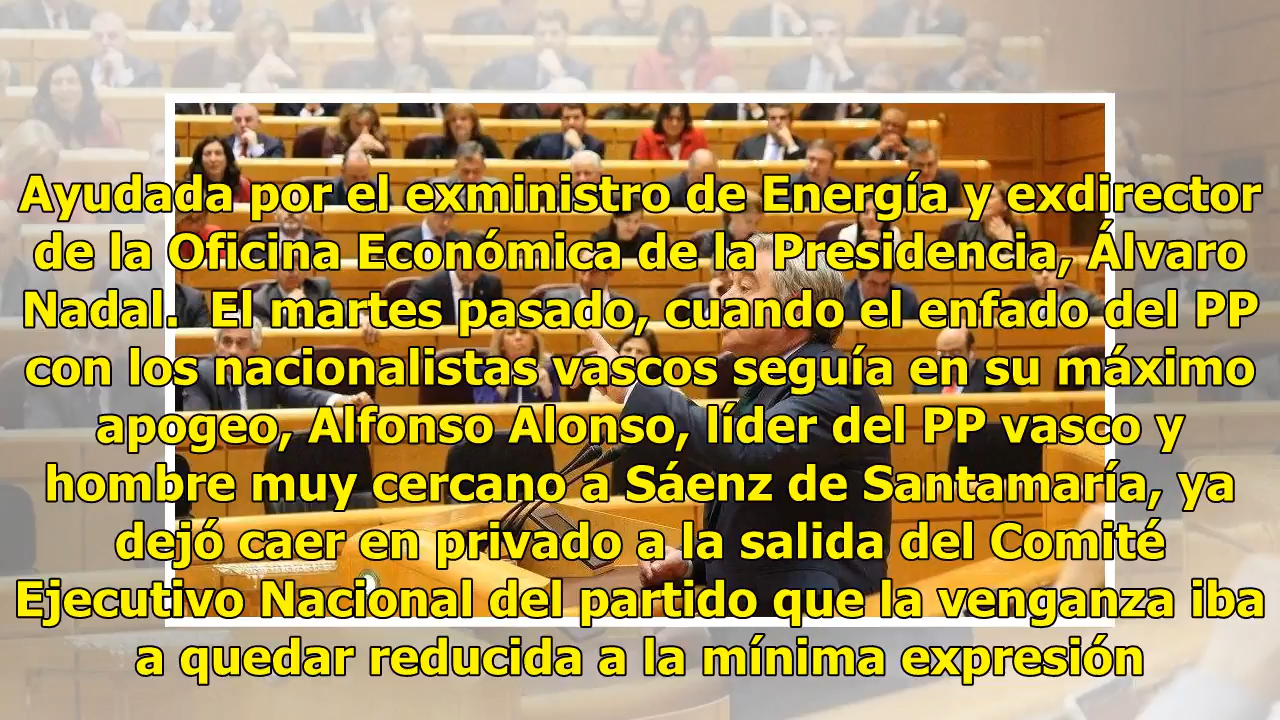 Ayudada por el exministro de Energía y exdirector
de la Oficina Económica de la Presidencia, Álvaro
Nadal.  El martes pasado, cuando el enfado del PP
con los nacionalistas vascos seguía en su máximo
apogeo, Alfonso Alonso, líder del PP vasco y
hombre muy cercano a Sáenz de Santamaría, ya
dejó caer en privado a la salida del Comité
Ejecutivo Nacional del partido que la venganza iba
a quedar reducida a la mínima expresión